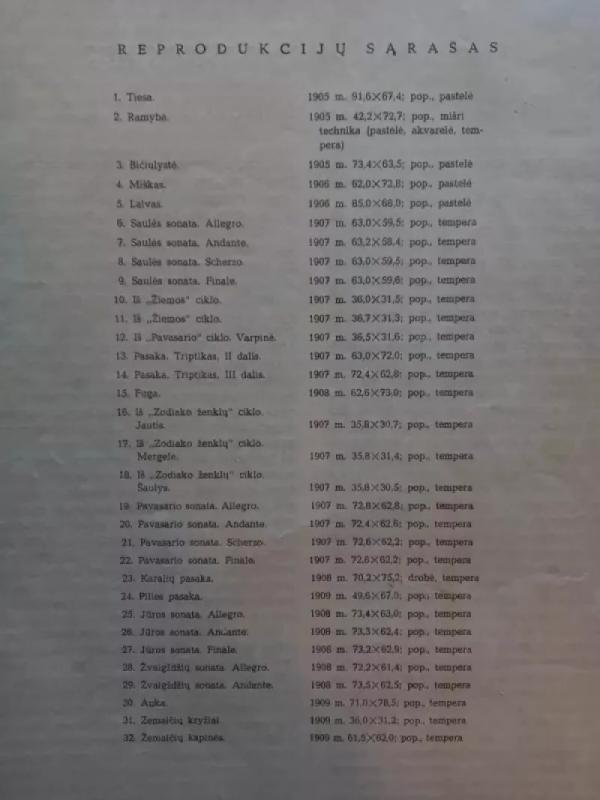 REPRODUKCIJŲ SĄRAŠAS
1. Tiesa. 1905 m. 91,6×67,4; pop., pastelė
2. Ramybė. 1905 m. 42,2×72,7; pop., mišri
technika (pastelė, akvarelė, tem-
pera)
3. Bičiulystė. 1905 m. 73,4×63,5; pop., pastelė
4. Miškas. 1906 m. 62,0×72,8; pop., pastelė
5. Laivas. 1906 m. 85,0×68,0; pop., pastelė
6. Saulės sonata. Allegro. 1907 m. 63,0×59,5; pop., tempera
7. Saulės sonata. Andante. 1907 m. 63,2×58,4; pop., tempera
8. Saulės sonata. Scherzo. 1907 m. 63,0×59,5; pop., tempera
9. Saulės sonata. Finale. 1907 m. 63,0×59,6; pop., tempera
10. Iš „Žiemos" ciklo. 1907 m. 36,0×31,5; pop., tempera
11. Iš „Žiemos" ciklo. 1907 m. 36,7×31,3; pop., tempera
12. Iš „Pavasario" ciklo. Varpinė. 1907 m. 36,5×31,6; pop., tempera
13. Pasaka. Triptikas, II dalis. 1907 m. 63,0×72,0; pop., tempera
14. Pasaka. Triptikas, III dalis. 1907 m. 72,4×62,8; pop., tempera
15. Fuga. 1908 m. 62,6×73,0; pop., tempera
16. Iš „Zodiako ženklų" ciklo.
Jautis. 1907 m. 35,8×30,7; pop., tempera
17. Iš „Zodiako ženklų" ciklo.
Mergelė. 1907 m. 35,8×31,4; pop., tempera
18. Iš „Zodiako ženklų" ciklo.
Šaulys. 1907 m. 35,8×30,5; pop., tempera
19. Pavasario sonata. Allegro. 1907 m. 72,8×62,8; pop., tempera
20. Pavasario sonata. Andante. 1907 m. 72,4×62,6; pop., tempera
21. Pavasario sonata. Scherzo. 1907 m. 72,6×62,2; pop., tempera
22. Pavasario sonata. Finale. 1907 m. 72,6×62,2; pop., tempera
23. Karalių pasaka. 1908 m. 70,2×75,2; drobė, tempera
24. Pilies pasaka. 1909 m. 49,6×67,0; pop., tempera
25. Jūros sonata. Allegro. 1908 m. 73,4×63,0; pop., tempera
26. Jūros sonata. Andante. 1908 m. 73,3×62,4; pop., tempera
27. Jūros sonata. Finale. 1908 m. 73,2×62,9; pop., tempera
28. Žvaigždžių sonata. Allegro. 1908 m. 72,2×61,4; pop., tempera
29. Žvaigždžių sonata. Andante. 1908 m. 73,5×62,5; pop., tempera
30. Auka. 1909 m. 71,0×78,5; pop., tempera
31. Žemaičių kryžiai. 1909 m. 36,0×31,2; pop., tempera
32. Žemaičių kapinės. 1909 m. 61,5×62,0; pop., tempera